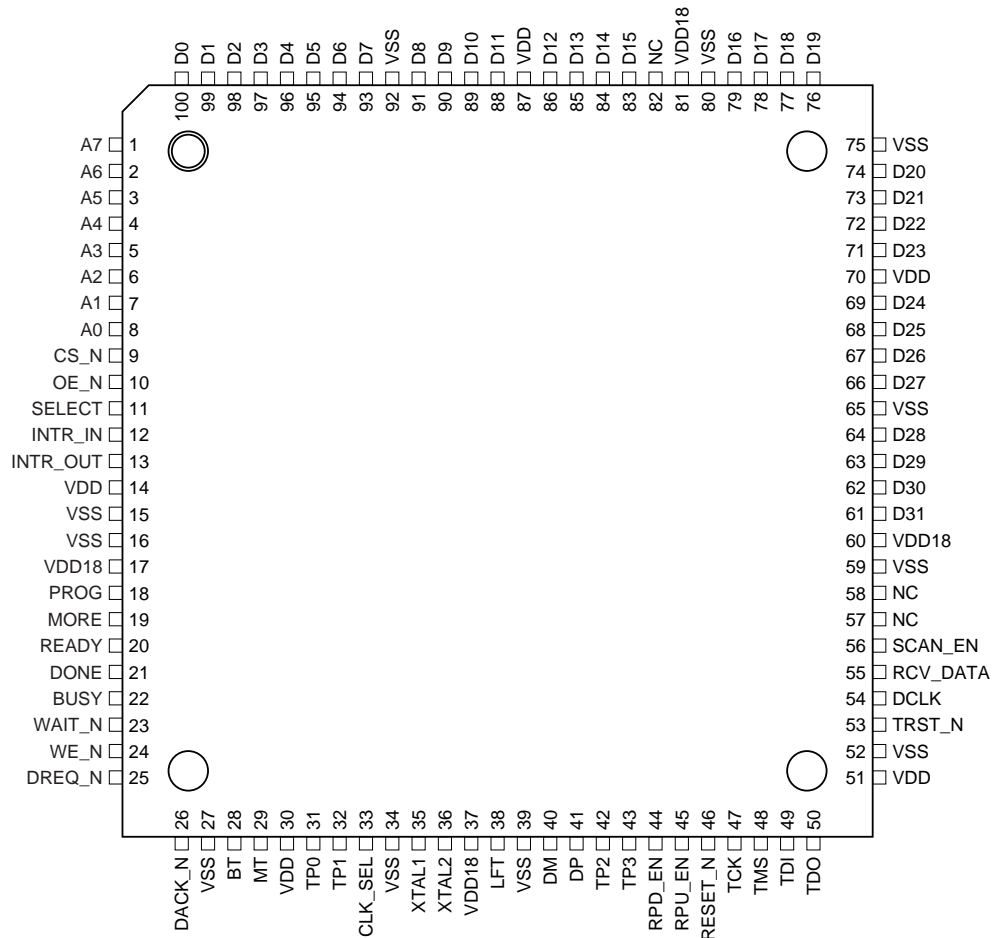 D0 D1 D2 D3 D4 D5 D6 D7 VSS D8 D9 D10 D11 VDD D12 D13 D14 D15 NC VDD18 VSS D16 D17 D18 D19
100 99 98 97 96 95 94 93 92 91 90 89 88 87 86 85 84 83 82 81 80 79 78 77 76
A7 1 75 VSS
A6 2 74 D20
A5 3 73 D21
A4 4 72 D22
A3 5 71 D23
A2 6 70 VDD
A1 7 69 D24
A0 8 68 D25
CS_N 9 67 D26
OE_N 10 66 D27
SELECT 11 65 VSS
INTR_IN 12 64 D28
INTR_OUT 13 63 D29
VDD 14 62 D30
VSS 15 61 D31
VSS 16 60 VDD18
VDD18 17 59 VSS
PROG 18 58 NC
MORE 19 57 NC
READY 20 56 SCAN_EN
DONE 21 55 RCV_DATA
BUSY 22 54 DCLK
WAIT_N 23 53 TRST_N
WE_N 24 52 VSS
DREQ_N 25 51 VDD
26 27 28 29 30 31 32 33 34 35 36 37 38 39 40 41 42 43 44 45 46 47 48 49 50
DACK_N VSS BT MT VDD TP0 TP1 CLK_SEL VSS XTAL1 XTAL2 VDD18 LFT VSS DM DP TP2 TP3 RPD_EN RPU_EN RESET_N TCK TMS TDI TDO